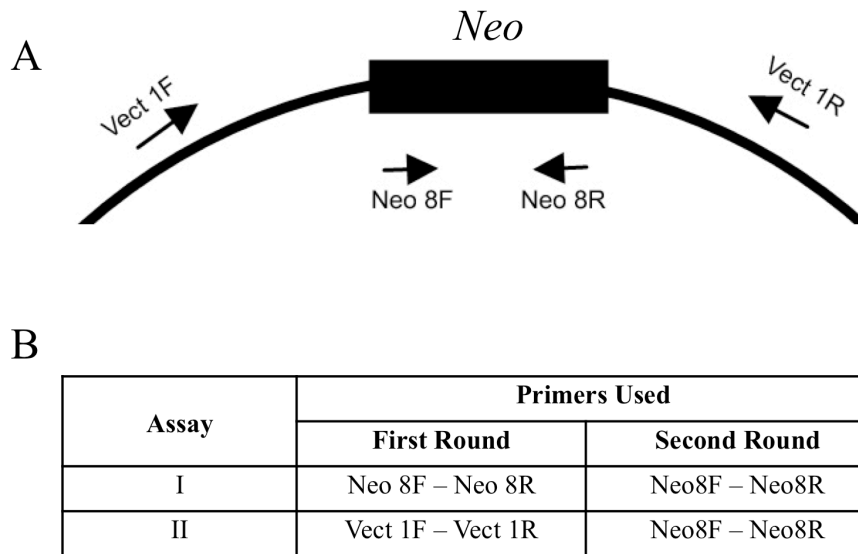 A
Neo
Vect 1F
Vect 1R
Neo 8F
Neo 8R
B
Assay
Primers Used
First Round
Second Round
I
Neo 8F – Neo 8R
Neo8F – Neo8R
II
Vect 1F – Vect 1R
Neo8F – Neo8R